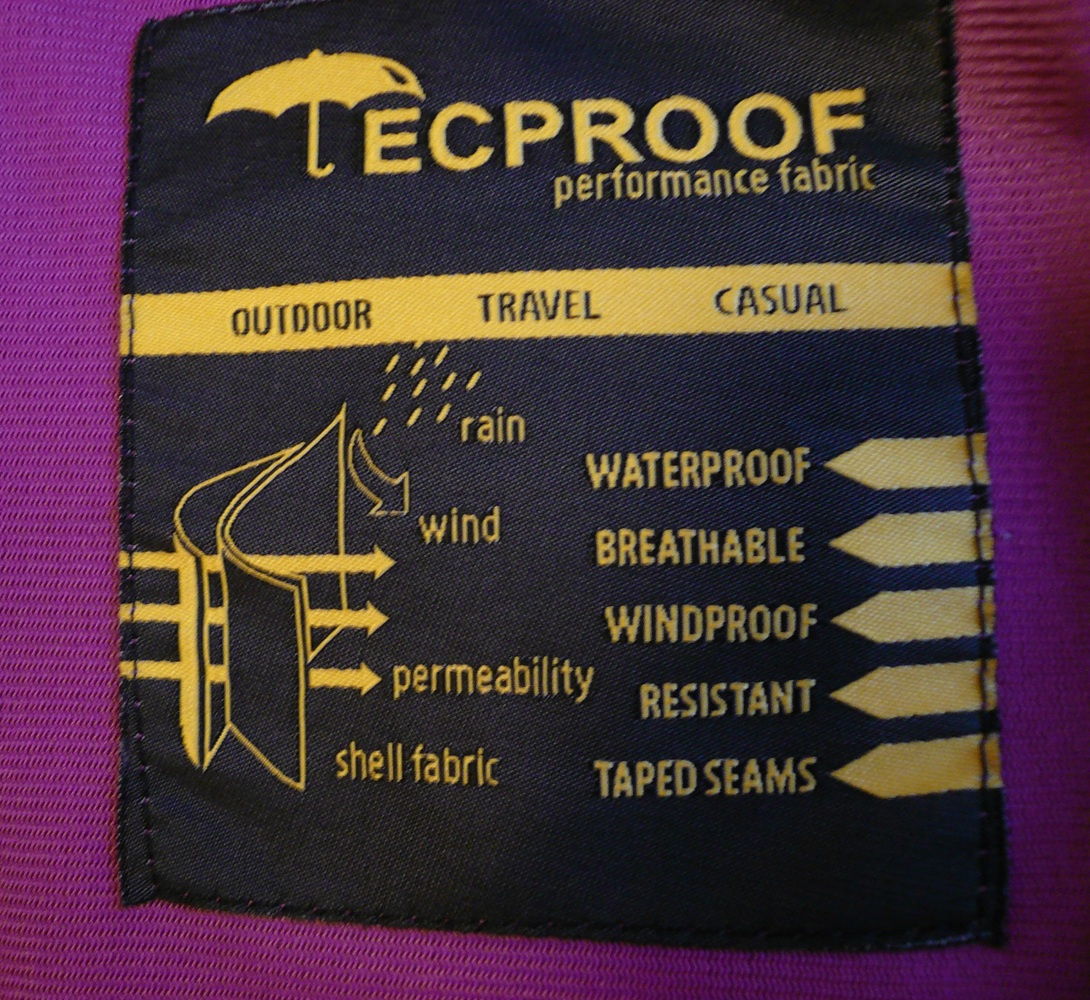 TECPROOF
performance fabric
OUTDOOR TRAVEL CASUAL
rain
wind
permeability
shell fabric
WATERPROOF
BREATHABLE
WINDPROOF
RESISTANT
TAPED SEAMS